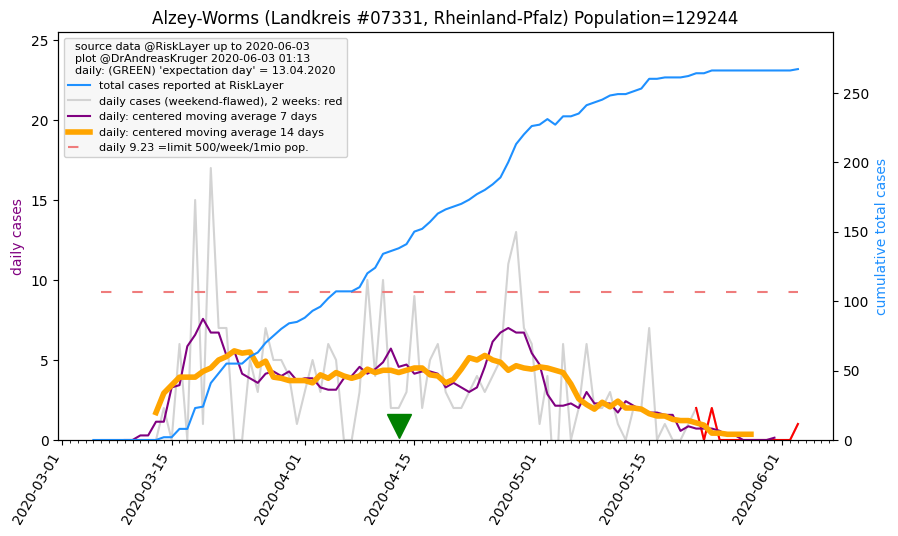 Alzey-Worms (Landkreis #07331, Rheinland-Pfalz) Population=129244
source data @RiskLayer up to 2020-06-03
plot @DrAndreasKruger 2020-06-03 01:13
daily: (GREEN) 'expectation day' = 13.04.2020
total cases reported at RiskLayer
daily cases (weekend-flawed), 2 weeks: red
daily: centered moving average 7 days
daily: centered moving average 14 days
daily 9.23 =limit 500/week/1mio pop.
daily cases
25
20
15
10
5
0
cumulative total cases
250
200
150
100
50
0
2020-03-01
2020-03-15
2020-04-01
2020-04-15
2020-05-01
2020-05-15
2020-06-01